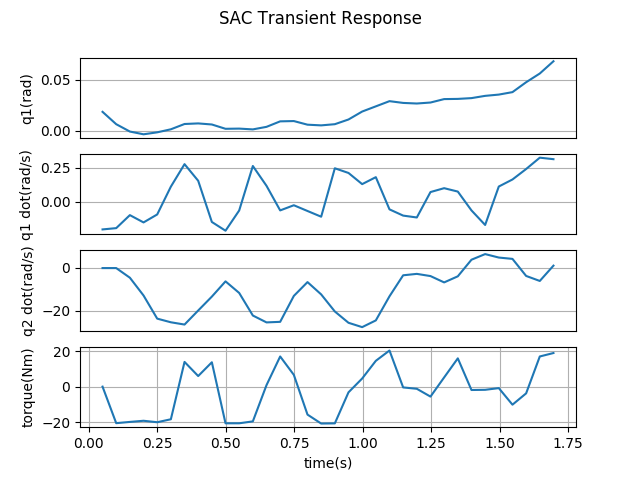 SAC Transient Response
q1(rad)
0.05
0.00
q1 dot(rad/s)
0.25
0.00
q2 dot(rad/s)
0
−20
torque(Nm)
20
0
−20
0.00 0.25 0.50 0.75 1.00 1.25 1.50 1.75
time(s)